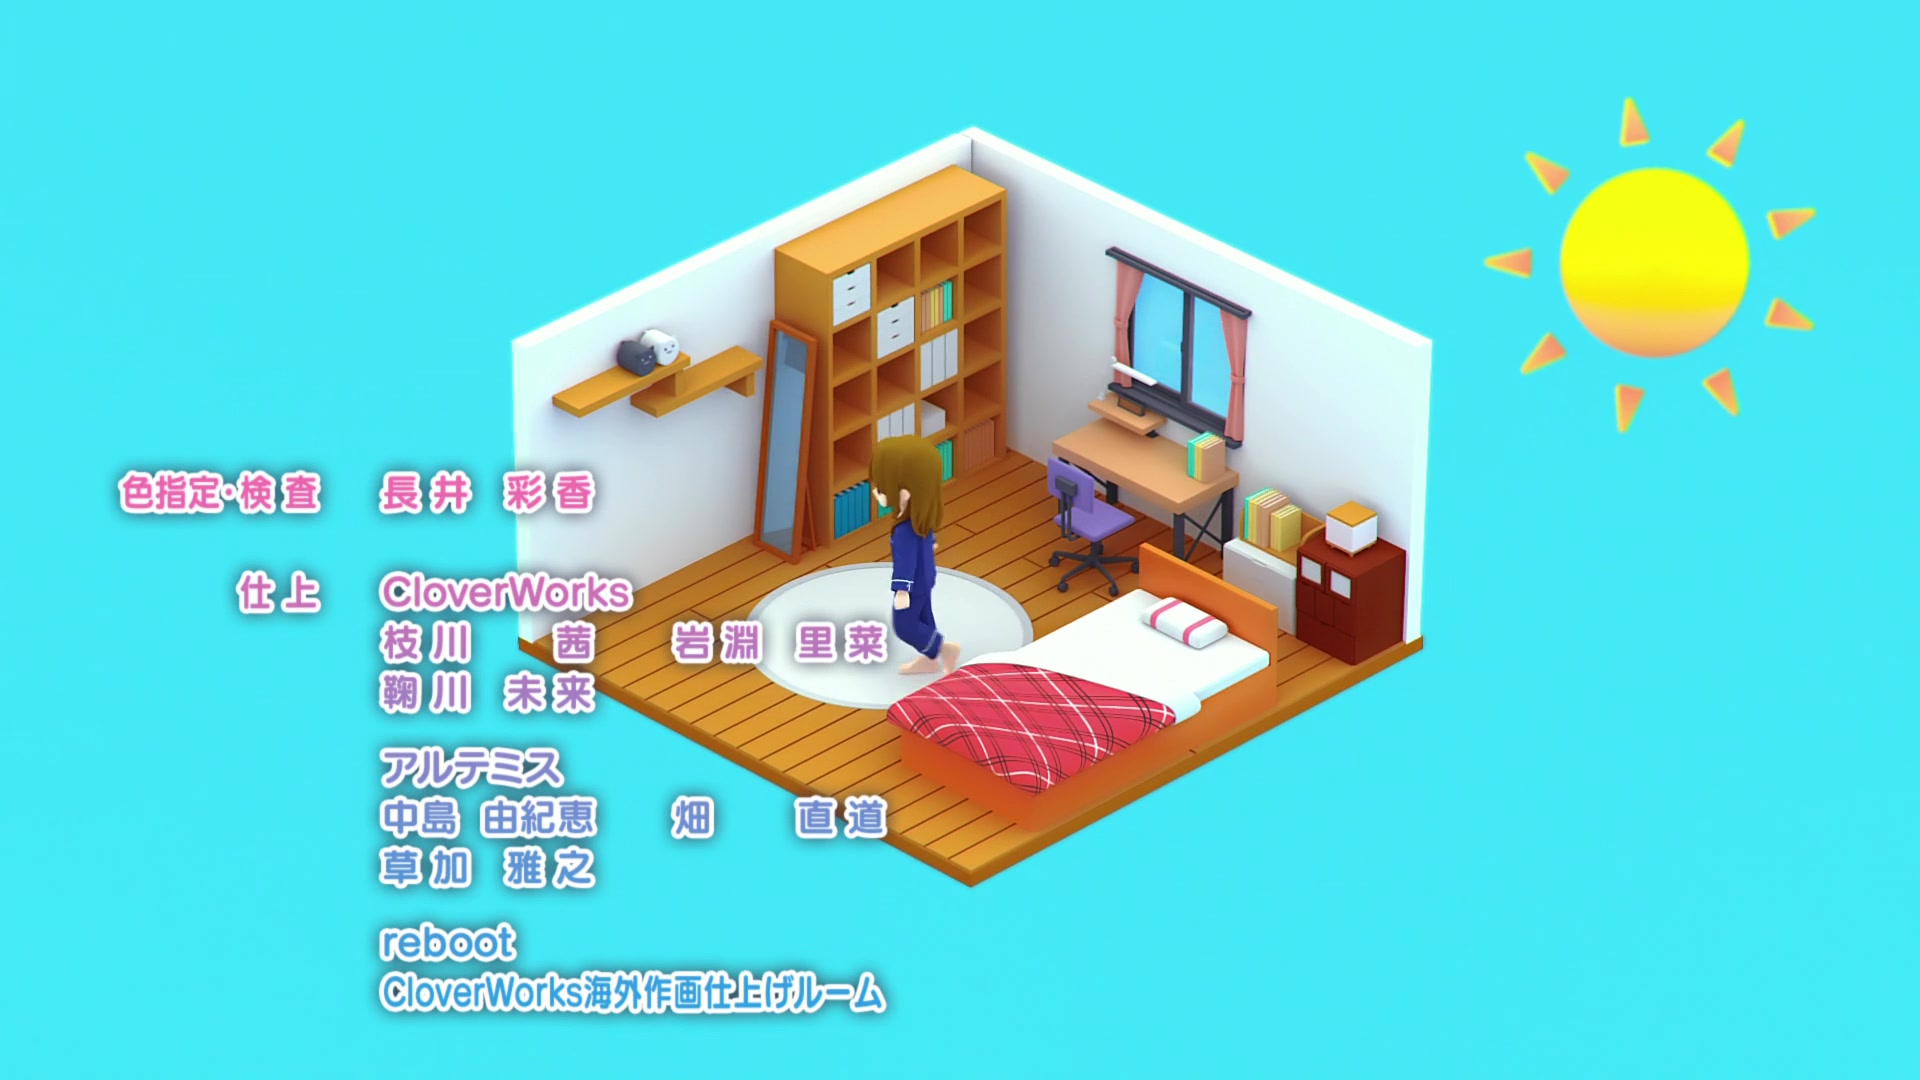 色指定・検査 長井 彩香
仕上 CloverWorks
枝川 茜 岩淵 里菜
鞠川 未来
アルテミス
中島 由紀恵 畑 直道
草加 雅之
reboot
CloverWorks海外作画仕上げルーム